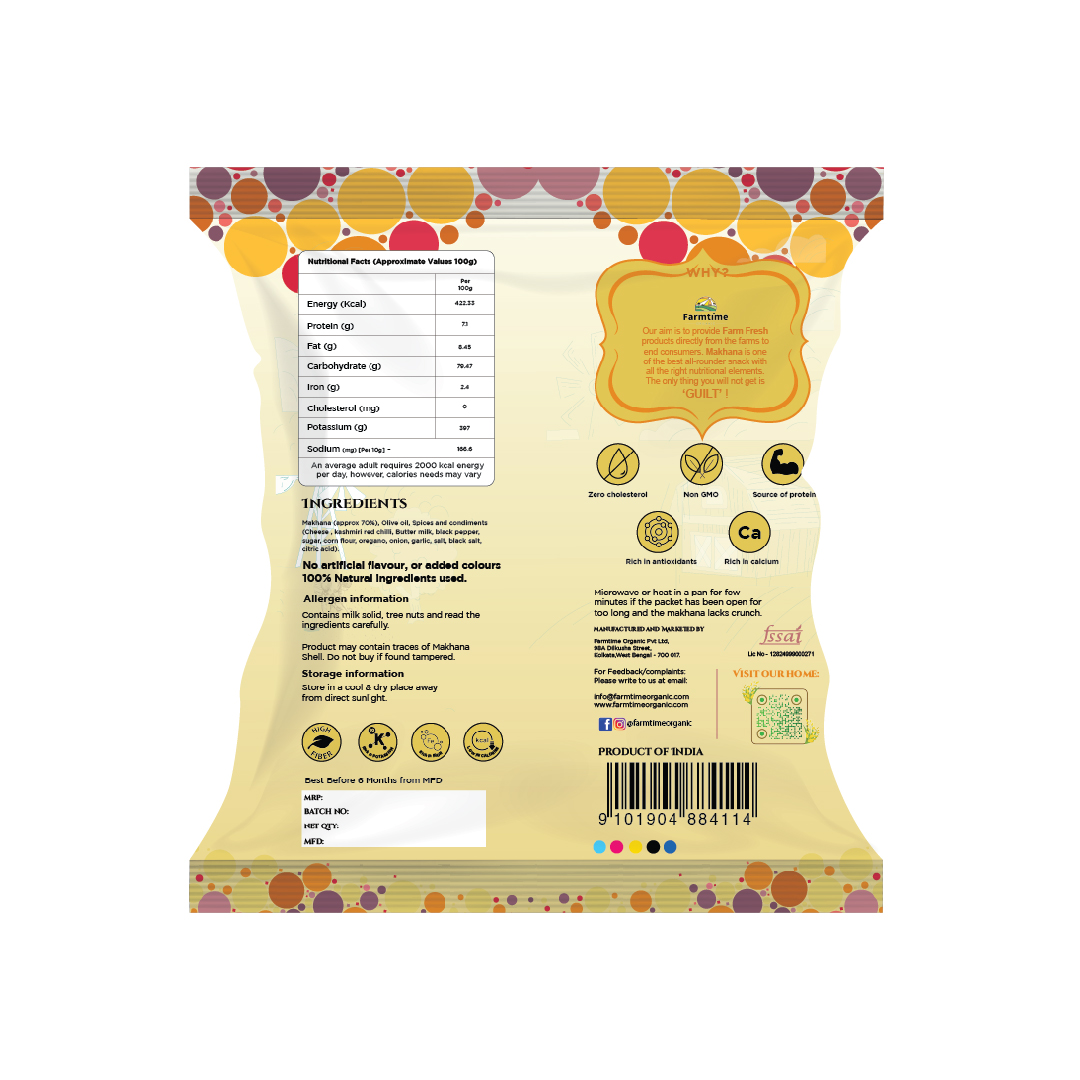 Nutritional Facts (Approximate Values 100g)
Per
100g
Energy (Kcal) 422.33
Protein (g) 7.1
Fat (g) 8.45
Carbohydrate (g) 79.47
Iron (g) 2.4
Cholesterol (mg) 0
Potassium (g) 397
Sodium (mg) [Per 10g] - 166.6
An average adult requires 2000 kcal energy
per day, however, calories needs may vary
INGREDIENTS
Makhana (approx 70%), Olive oil, Spices and condiments
(Cheese , kashmiri red chilli, Butter milk, black pepper,
sugar, corn flour, oregano, onion, garlic, salt, black salt,
citric acid).
No artificial flavour, or added colours
100% Natural Ingredients used.
Allergen information
Contains milk solid, tree nuts and read the
ingredients carefully.
Product may contain traces of Makhana
Shell. Do not buy if found tampered.
Storage information
Store in a cool & dry place away
from direct sunlight.
HIGH
FIBER
K
Fe
kcal
Best Before 6 Months from MFD
MRP:
BATCH NO:
NET QTY:
MFD:
WHY?
Farmtime
Our aim is to provide Farm Fresh
products directly from the farms to
end consumers. Makhana is one
of the best all-rounder snack with
all the right nutritional elements.
The only thing you will not get is
‘GUILT’ !
Zero cholesterol
Non GMO
Source of protein
Ca
Rich in antioxidants
Rich in calcium
Microwave or heat in a pan for few
minutes if the packet has been open for
too long and the makhana lacks crunch.
MANUFACTURED AND MARKETED BY
Farmtime Organic Pvt Ltd,
98A Dilkusha Street,
Kolkata,West Bengal - 700 017.
fssai
Lic No - 12824999000271
For Feedback/complaints:
Please write to us at email:
info@farmtimeorganic.com
www.farmtimeorganic.com
@farmtimeorganic
VISIT OUR HOME:
PRODUCT OF INDIA
9 101904 884114